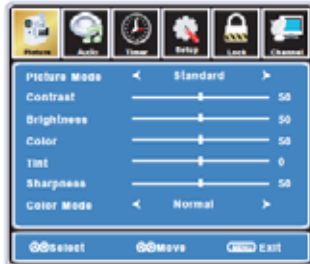 Picture Audio Timer Setup Lock Channel
Picture Mode Standard
Contrast 50
Brightness 50
Color 50
Tint 0
Sharpness 50
Color Mode Normal
Select Move MENU Exit